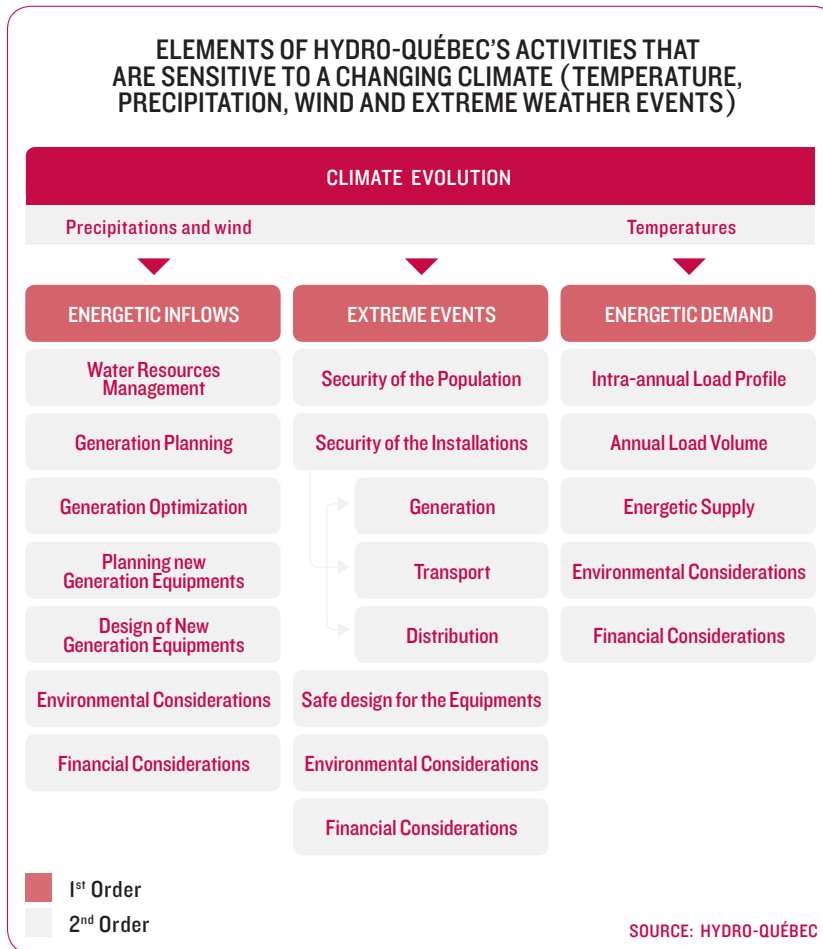 ELEMENTS OF HYDRO-QUÉBEC'S ACTIVITIES THAT
ARE SENSITIVE TO A CHANGING CLIMATE (TEMPERATURE,
PRECIPITATION, WIND AND EXTREME WEATHER EVENTS)
CLIMATE EVOLUTION
Precipitations and wind
Temperatures
ENERGETIC INFLOWS
Water Resources
Management
Generation Planning
Generation Optimization
Planning new
Generation Equipments
Design of New
Generation Equipments
Environmental Considerations
Financial Considerations
EXTREME EVENTS
Security of the Population
Security of the Installations
Generation
Transport
Distribution
Safe design for the Equipments
Environmental Considerations
Financial Considerations
ENERGETIC DEMAND
Intra-annual Load Profile
Annual Load Volume
Energetic Supply
Environmental Considerations
Financial Considerations
1st Order
2nd Order
SOURCE: HYDRO-QUÉBEC